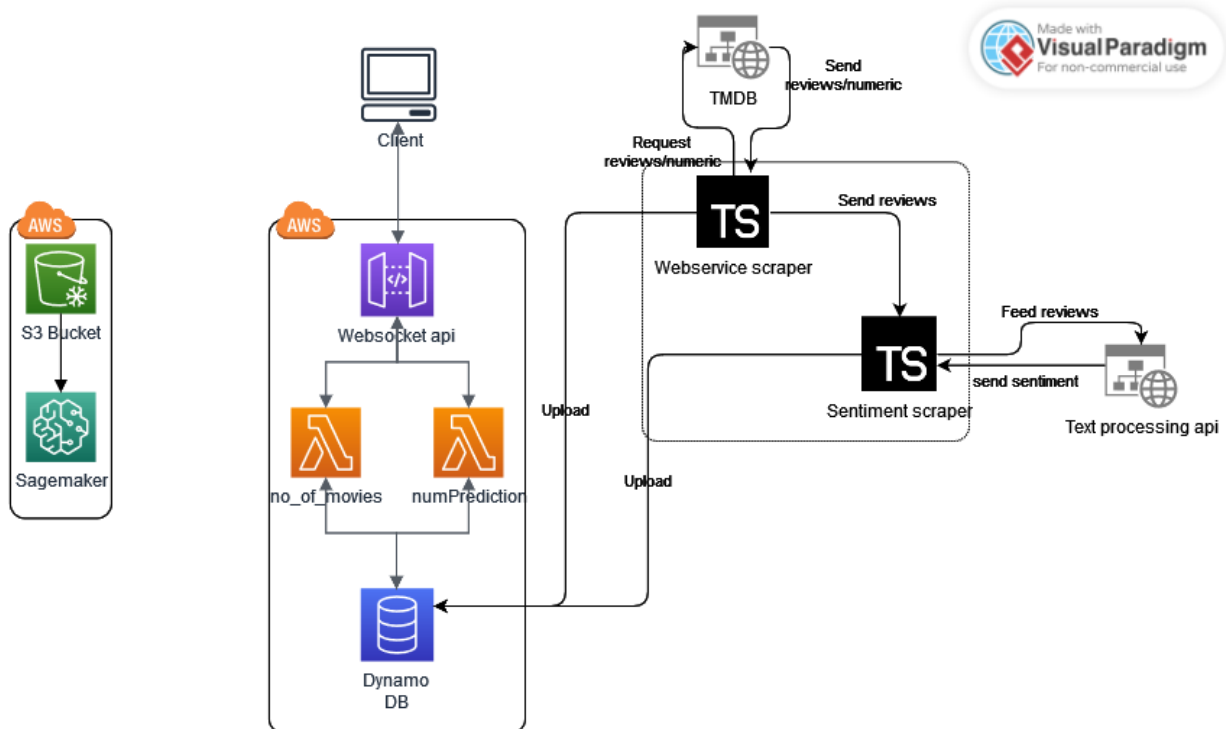 Made with
Visual Paradigm
For non-commercial use
Send
reviews/numeric
TMDB
Client
Request
reviews/numeric
AWS
AWS
TS
Send reviews
Webservice scraper
S3 Bucket
Websocket api
Feed reviews
TS
send sentiment
Upload
Sentiment scraper
Text processing api
Sagemaker
no_of_movies
numPrediction
Upload
Dynamo
DB